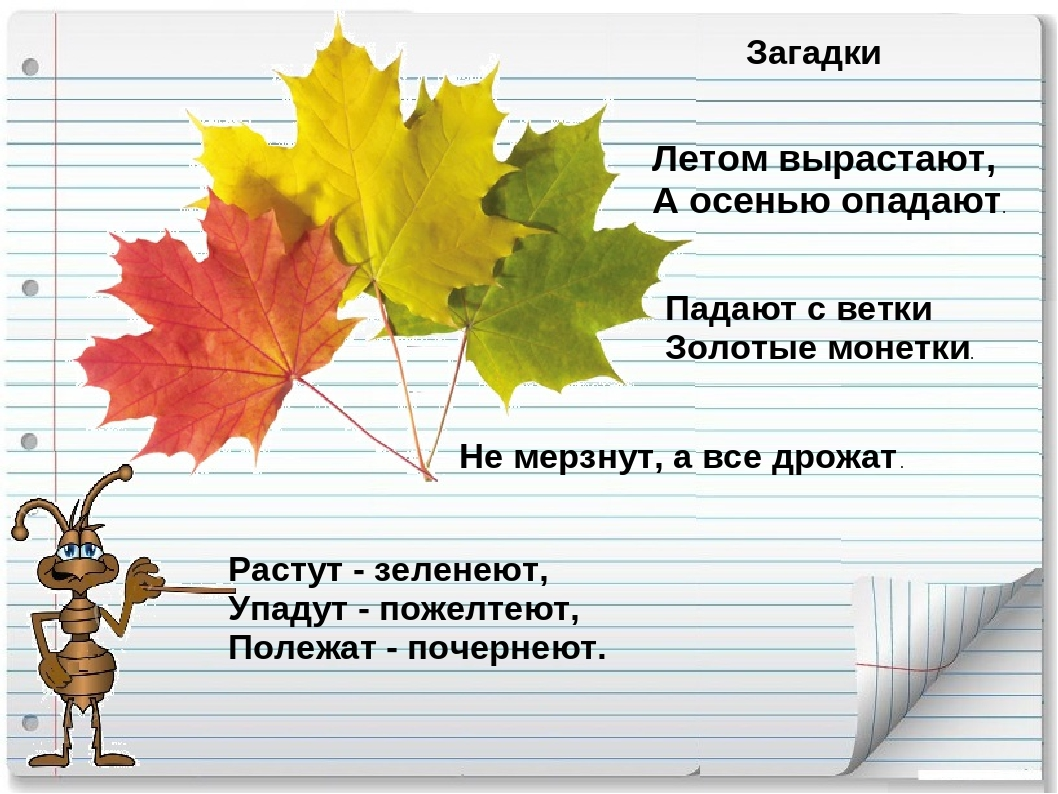 Загадки
Летом вырастают,
А осенью опадают.
Падают с ветки
Золотые монетки.
Не мерзнут, а все дрожат.
Растут - зеленеют,
Упадут - пожелтеют,
Полежат - почернеют.